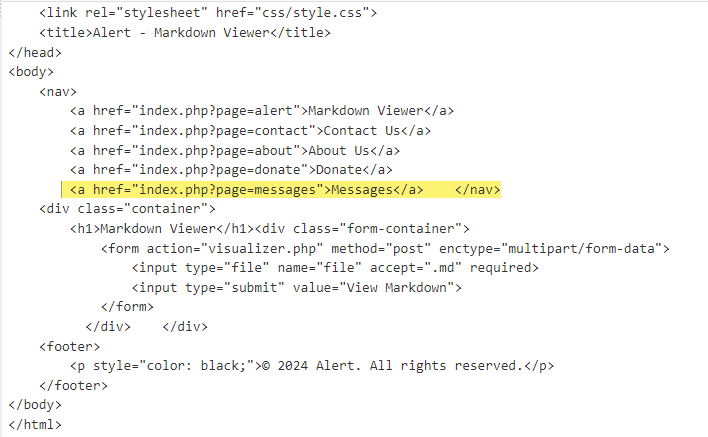 <link rel="stylesheet" href="css/style.css">
<title>Alert - Markdown Viewer</title>
</head>
<body>
<nav>
<a href="index.php?page=alert">Markdown Viewer</a>
<a href="index.php?page=contact">Contact Us</a>
<a href="index.php?page=about">About Us</a>
<a href="index.php?page=donate">Donate</a>
<a href="index.php?page=messages">Messages</a>    </nav>
<div class="container">
<h1>Markdown Viewer</h1><div class="form-container">
<form action="visualizer.php" method="post" enctype="multipart/form-data">
<input type="file" name="file" accept=".md" required>
<input type="submit" value="View Markdown">
</form>
</div>    </div>
<footer>
<p style="color: black;">© 2024 Alert. All rights reserved.</p>
</footer>
</body>
</html>